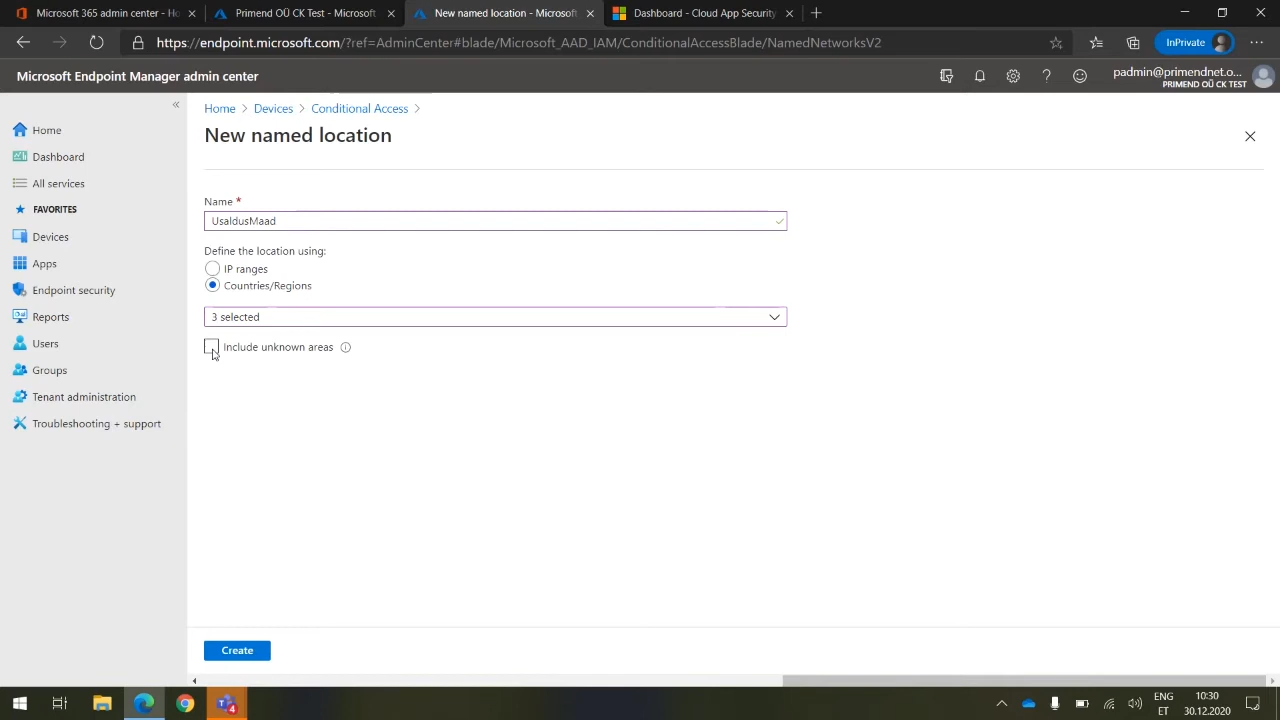 Microsoft 365 admin center - Ho
Primend OÜ CK Test - Microsoft
New named location - Microsoft
Dashboard - Cloud App Security
https://endpoint.microsoft.com/?ref=AdminCenter#blade/Microsoft_AAD_IAM/ConditionalAccessBlade/NamedNetworksV2
InPrivate
Microsoft Endpoint Manager admin center
padmin@primendnet.o...
PRIMEND OÜ CK TEST
Home > Devices > Conditional Access >
New named location
Home
Dashboard
All services
FAVORITES
Devices
Apps
Endpoint security
Reports
Users
Groups
Tenant administration
Troubleshooting + support
Name *
UsaldusMaad
Define the location using:
IP ranges
Countries/Regions
3 selected
Include unknown areas
Create
4
ENG
ET
10:30
30.12.2020